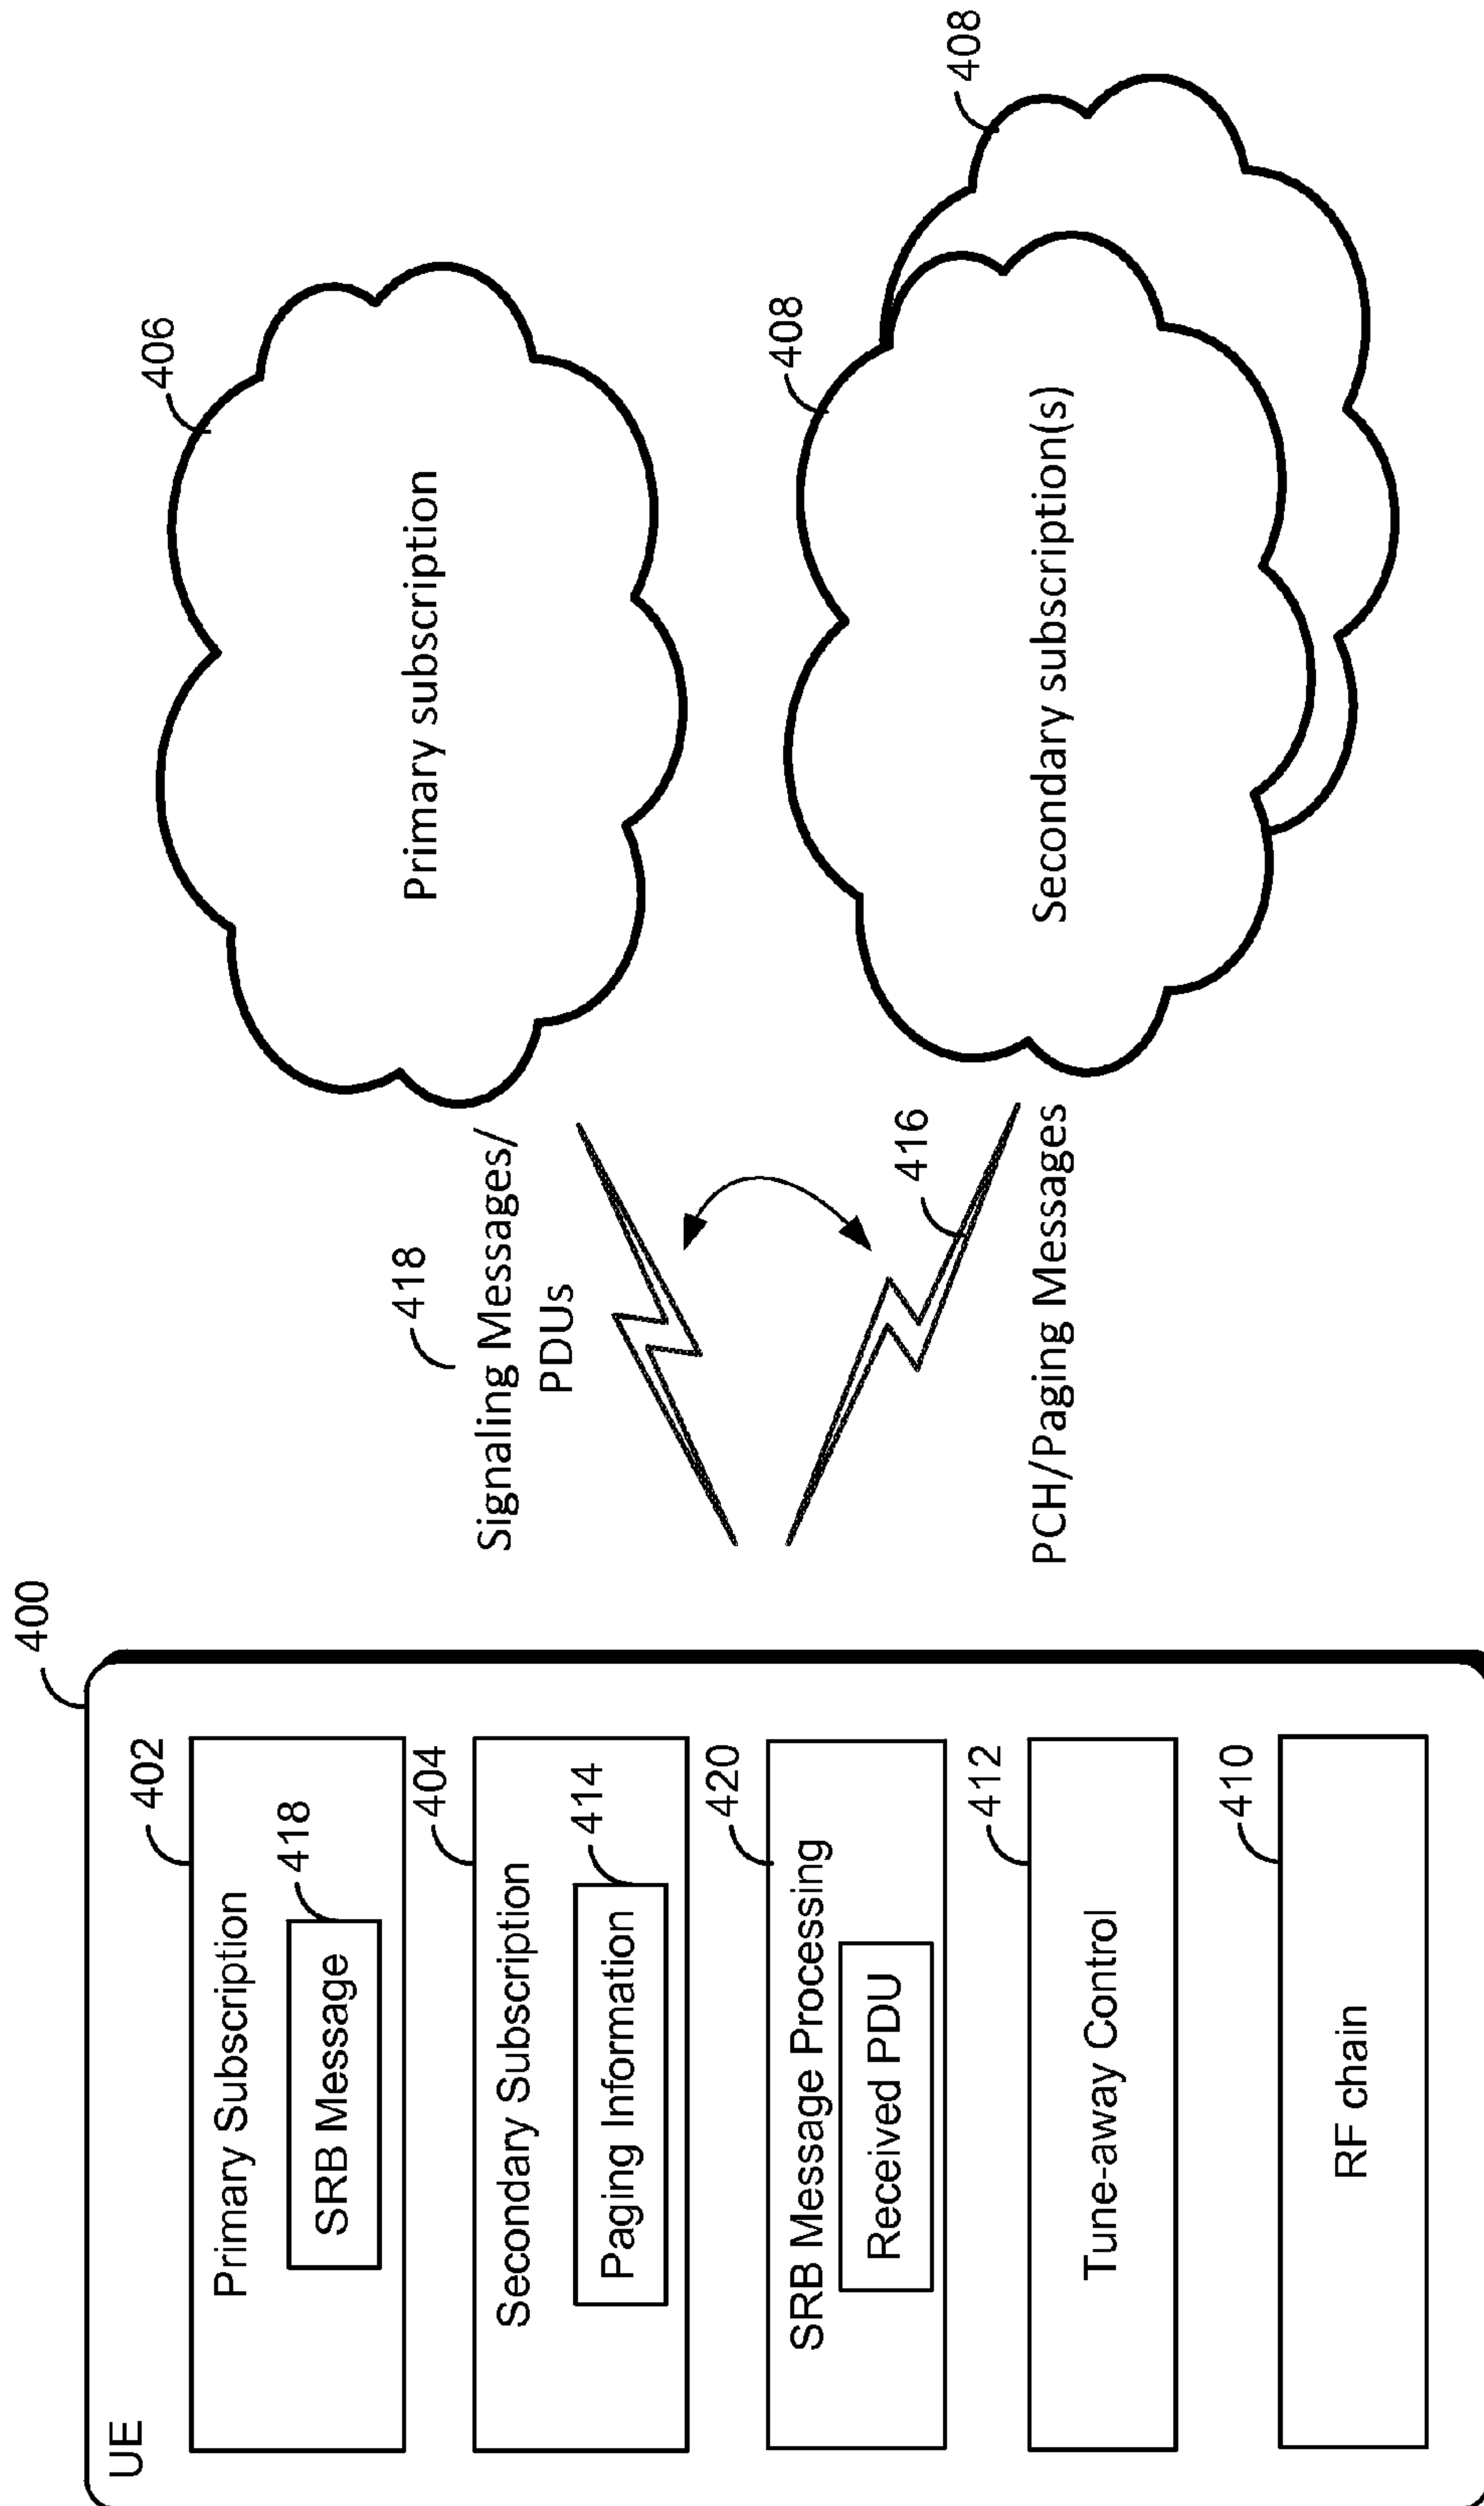 400
UE
402
Primary Subscription
418
SRB Message
404
Secondary Subscription
414
Paging Information
420
SRB Message Processing
Received PDU
412
Tune-away Control
410
RF chain
418
Signaling Messages/
PDUs
416
PCH/Paging Messages
406
Primary subscription
408
408
Secondary subscription(s)